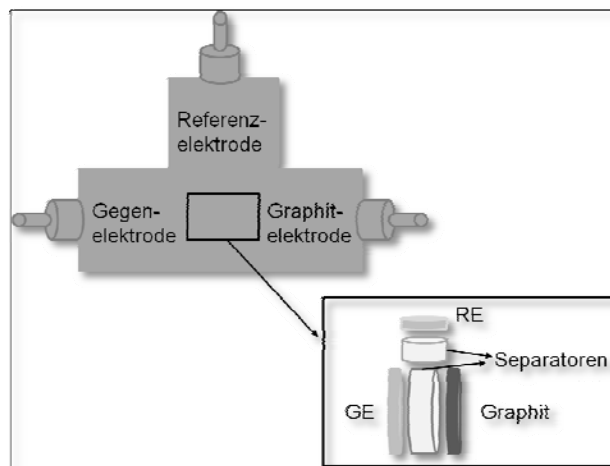 Referenz-
elektrode
Gegen-
elektrode
Graphit-
elektrode
RE
Separatoren
GE
Graphit